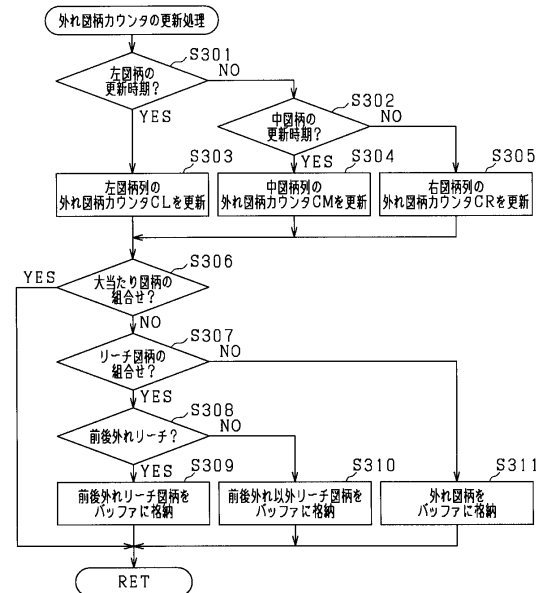 外れ図柄カウンタの更新処理
S301
左図柄の
更新時期?
NO
YES
S302
中図柄の
更新時期?
NO
YES
S303
左図柄列の
外れ図柄カウンタCLを更新
S304
中図柄列の
外れ図柄カウンタCMを更新
S305
右図柄列の
外れ図柄カウンタCRを更新
S306
YES
大当たり図柄の
組合せ?
NO
S307
リーチ図柄の
組合せ?
NO
YES
S308
前後外れリーチ?
NO
YES
S309
前後外れリーチ図柄を
バッファに格納
S310
前後外れ以外リーチ図柄を
バッファに格納
S311
外れ図柄を
バッファに格納
RET